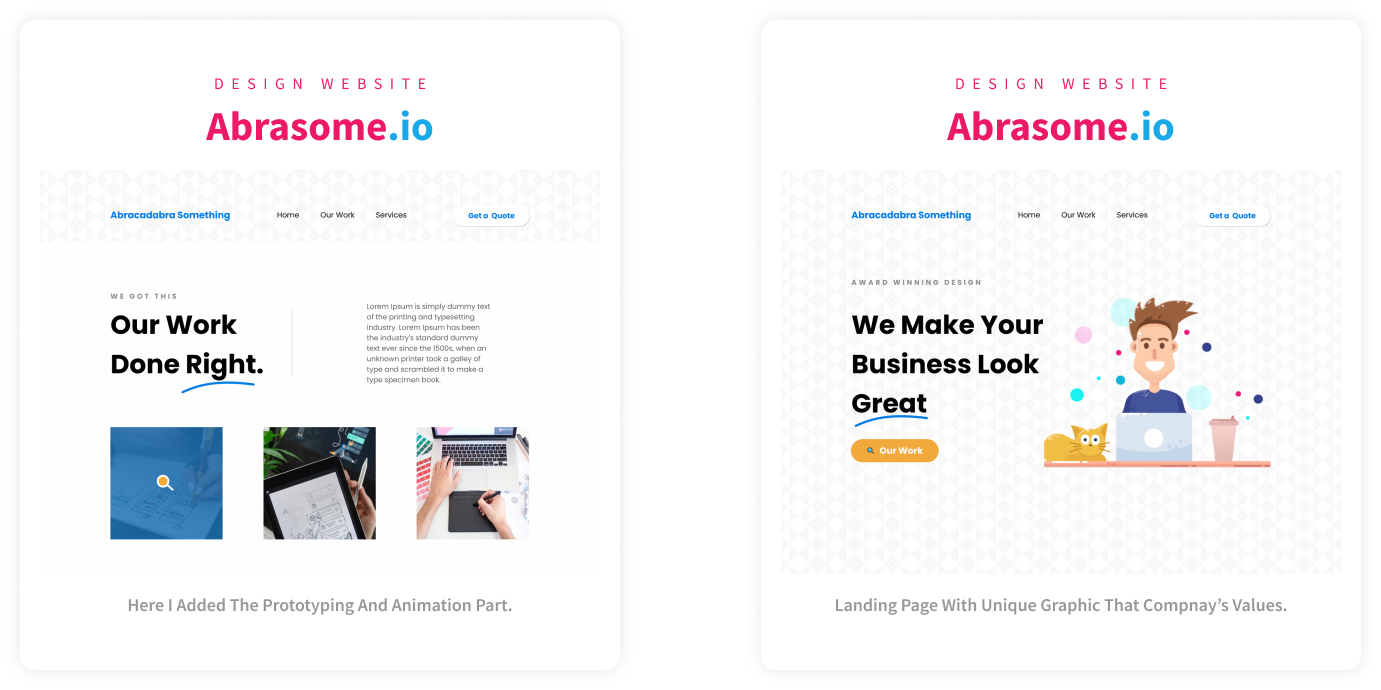 DESIGN WEBSITE
Abrasome.io
Abracadabra Something
Home
Our Work
Services
Get a Quote
WE GOT THIS
Our Work
Done Right.
Lorem Ipsum is simply dummy text
of the printing and typesetting
industry. Lorem Ipsum has been
the industry's standard dummy
text ever since the 1500s, when an
unknown printer took a galley of
type and scrambled it to make a
type specimen book.
Here I Added The Prototyping And Animation Part.
DESIGN WEBSITE
Abrasome.io
Abracadabra Something
Home
Our Work
Services
Get a Quote
AWARD WINNING DESIGN
We Make Your
Business Look
Great
Our Work
Landing Page With Unique Graphic That Compnay’s Values.